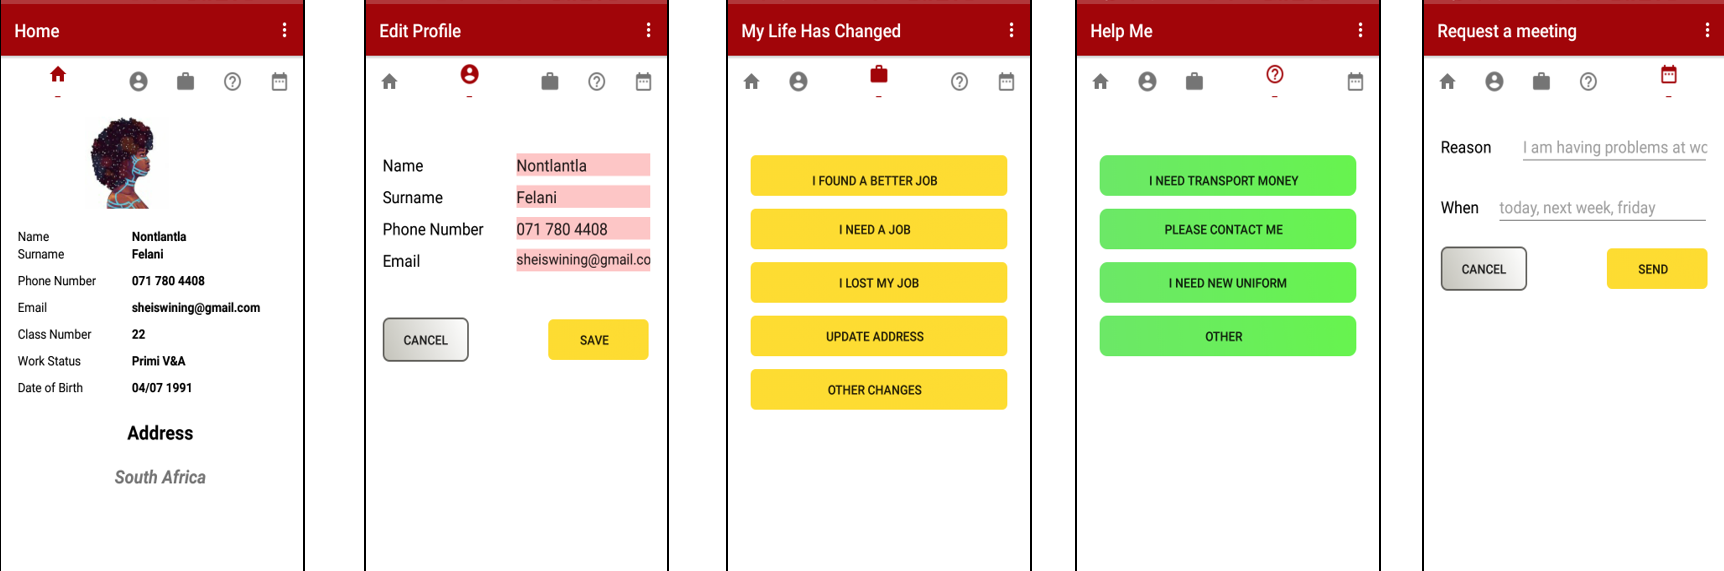 Home
Name Nontlantla
Surname Felani
Phone Number 071 780 4408
Email sheiswining@gmail.com
Class Number 22
Work Status Primi V&A
Date of Birth 04/07 1991
Address
South Africa
Edit Profile
Name Nontlantla
Surname Felani
Phone Number 071 780 4408
Email sheiswining@gmail.co
CANCEL SAVE
My Life Has Changed
I FOUND A BETTER JOB
I NEED A JOB
I LOST MY JOB
UPDATE ADDRESS
OTHER CHANGES
Help Me
I NEED TRANSPORT MONEY
PLEASE CONTACT ME
I NEED NEW UNIFORM
OTHER
Request a meeting
Reason I am having problems at wo
When today, next week, friday
CANCEL SEND